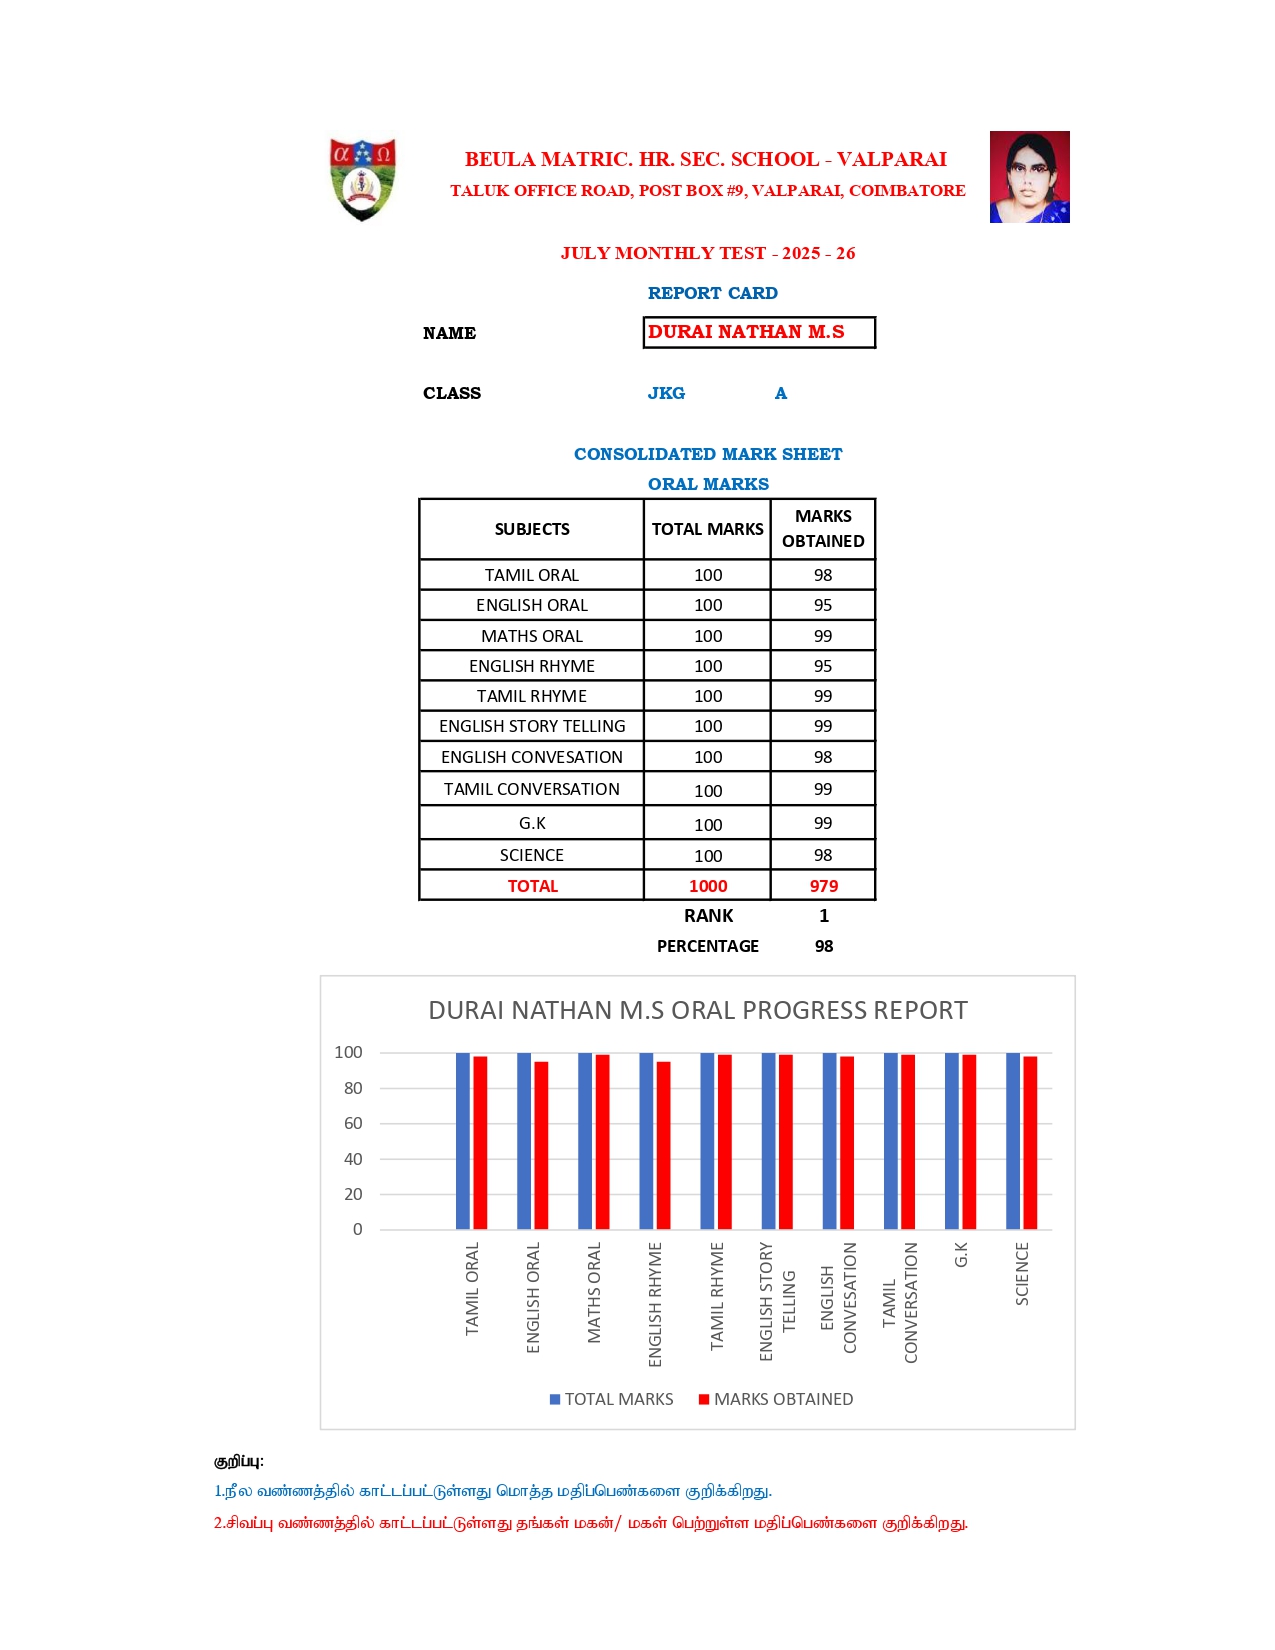 α Ω
BEULA MATRIC. HR. SEC. SCHOOL - VALPARAI
TALUK OFFICE ROAD, POST BOX #9, VALPARAI, COIMBATORE
JULY MONTHLY TEST - 2025 - 26
REPORT CARD
NAME DURAI NATHAN M.S
CLASS JKG A
CONSOLIDATED MARK SHEET
ORAL MARKS
SUBJECTS TOTAL MARKS MARKS OBTAINED
TAMIL ORAL 100 98
ENGLISH ORAL 100 95
MATHS ORAL 100 99
ENGLISH RHYME 100 95
TAMIL RHYME 100 99
ENGLISH STORY TELLING 100 99
ENGLISH CONVESATION 100 98
TAMIL CONVERSATION 100 99
G.K 100 99
SCIENCE 100 98
TOTAL 1000 979
RANK 1
PERCENTAGE 98
DURAI NATHAN M.S ORAL PROGRESS REPORT
100
80
60
40
20
0
TAMIL ORAL
ENGLISH ORAL
MATHS ORAL
ENGLISH RHYME
TAMIL RHYME
ENGLISH STORY TELLING
ENGLISH CONVESATION
TAMIL CONVERSATION
G.K
SCIENCE
TOTAL MARKS MARKS OBTAINED
குறிப்பு:
1.நீல வண்ணத்தில் காட்டப்பட்டுள்ளது மொத்த மதிப்பெண்களை குறிக்கிறது.
2.சிவப்பு வண்ணத்தில் காட்டப்பட்டுள்ளது தங்கள் மகன்/ மகள் பெற்றுள்ள மதிப்பெண்களை குறிக்கிறது.